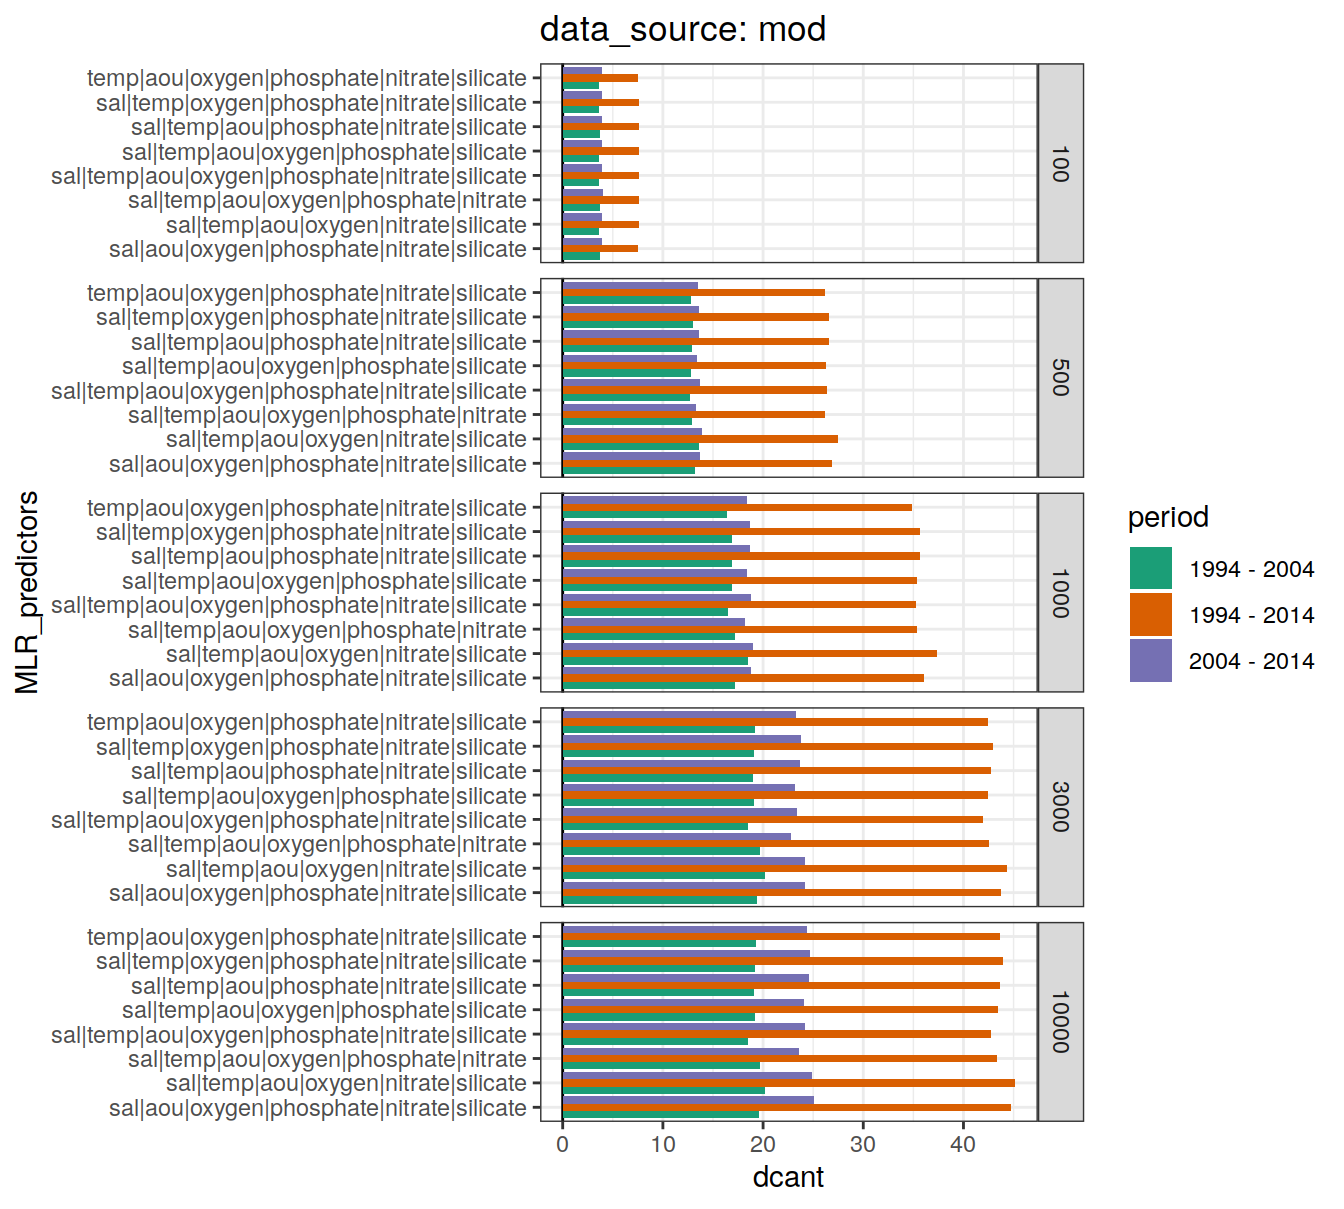 data_source: mod
temp|aou|oxygen|phosphate|nitrate|silicate
sal|temp|oxygen|phosphate|nitrate|silicate
sal|temp|aou|phosphate|nitrate|silicate
sal|temp|aou|oxygen|phosphate|silicate
sal|temp|aou|oxygen|phosphate|nitrate|silicate
sal|temp|aou|oxygen|phosphate|nitrate
sal|temp|aou|oxygen|nitrate|silicate
sal|aou|oxygen|phosphate|nitrate|silicate
100
temp|aou|oxygen|phosphate|nitrate|silicate
sal|temp|oxygen|phosphate|nitrate|silicate
sal|temp|aou|phosphate|nitrate|silicate
sal|temp|aou|oxygen|phosphate|silicate
sal|temp|aou|oxygen|phosphate|nitrate|silicate
sal|temp|aou|oxygen|phosphate|nitrate
sal|temp|aou|oxygen|nitrate|silicate
sal|aou|oxygen|phosphate|nitrate|silicate
500
MLR_predictors
temp|aou|oxygen|phosphate|nitrate|silicate
sal|temp|oxygen|phosphate|nitrate|silicate
sal|temp|aou|phosphate|nitrate|silicate
sal|temp|aou|oxygen|phosphate|silicate
sal|temp|aou|oxygen|phosphate|nitrate|silicate
sal|temp|aou|oxygen|phosphate|nitrate
sal|temp|aou|oxygen|nitrate|silicate
sal|aou|oxygen|phosphate|nitrate|silicate
1000
period
1994 - 2004
1994 - 2014
2004 - 2014
temp|aou|oxygen|phosphate|nitrate|silicate
sal|temp|oxygen|phosphate|nitrate|silicate
sal|temp|aou|phosphate|nitrate|silicate
sal|temp|aou|oxygen|phosphate|silicate
sal|temp|aou|oxygen|phosphate|nitrate|silicate
sal|temp|aou|oxygen|phosphate|nitrate
sal|temp|aou|oxygen|nitrate|silicate
sal|aou|oxygen|phosphate|nitrate|silicate
3000
temp|aou|oxygen|phosphate|nitrate|silicate
sal|temp|oxygen|phosphate|nitrate|silicate
sal|temp|aou|phosphate|nitrate|silicate
sal|temp|aou|oxygen|phosphate|silicate
sal|temp|aou|oxygen|phosphate|nitrate|silicate
sal|temp|aou|oxygen|phosphate|nitrate
sal|temp|aou|oxygen|nitrate|silicate
sal|aou|oxygen|phosphate|nitrate|silicate
10000
0 10 20 30 40
dcant